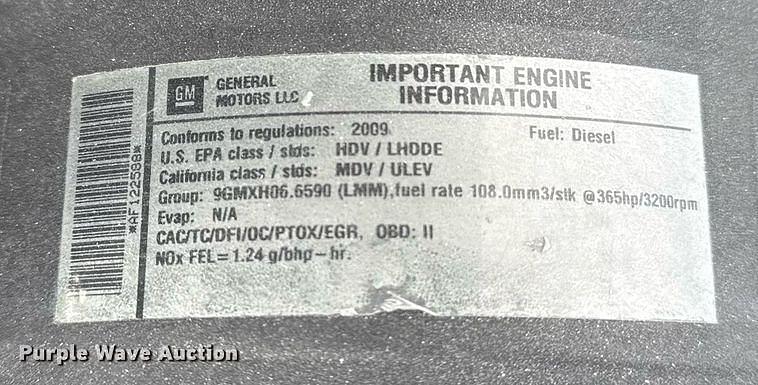 GM GENERAL MOTORS LLC
IMPORTANT ENGINE
INFORMATION
*AF122588*
Conforms to regulations: 2009 Fuel: Diesel
U.S. EPA class / stds: HDV / LHDDE
California class / stds: MDV / ULEV
Group: 9GMXH06.6590 (LMM),fuel rate 108.0mm3/stk @365hp/3200rpm
Evap: N/A
CAC/TC/DFI/OC/PTOX/EGR, OBD: II
NOx FEL= 1.24 g/bhp-hr.
Purple Wave Auction